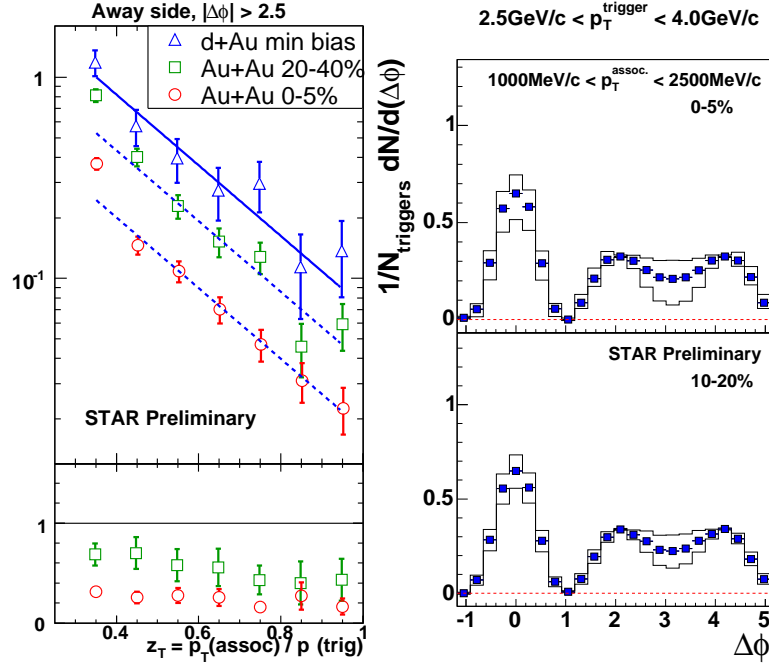 Away side, |Δϕ| > 2.5
d+Au min bias
Au+Au 20-40%
Au+Au 0-5%
1
10⁻¹
STAR Preliminary
1
0
0.4 0.6 0.8 1
z_T = p_T(assoc) / p (trig)
2.5GeV/c < p_T^trigger < 4.0GeV/c
1000MeV/c < p_T^assoc. < 2500MeV/c
0-5%
1/N_triggers dN/d(Δϕ)
1
0.5
0
STAR Preliminary
10-20%
1
0.5
0
-1 0 1 2 3 4 5
Δϕ